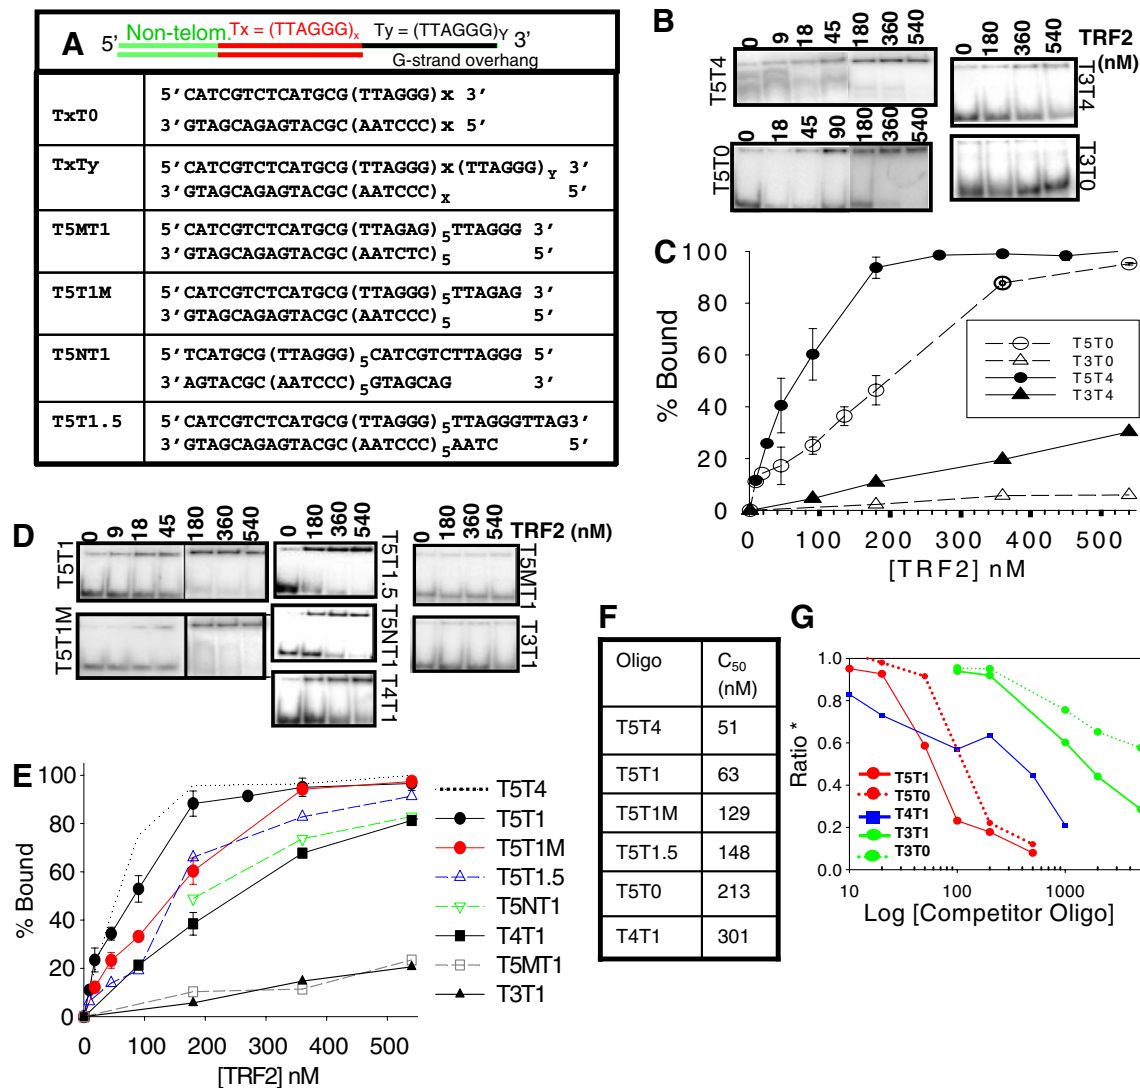 A
5' Non-telom. Tx = (TTAGGG)x Ty = (TTAGGG)Y 3'
G-strand overhang
TxT0
5'CATCGTCTCATGCG(TTAGGG)x 3'
3'GTAGCAGAGTACGC(AATCCC)x 5'
TxTy
5'CATCGTCTCATGCG(TTAGGG)x(TTAGGG)Y 3'
3'GTAGCAGAGTACGC(AATCCC)x 5'
T5MT1
5'CATCGTCTCATGCG(TTAGAG)5TTAGGG 3'
3'GTAGCAGAGTACGC(AATCTC)5 5'
T5T1M
5'CATCGTCTCATGCG(TTAGGG)5TTAGAG 3'
3'GTAGCAGAGTACGC(AATCCC)5 5'
T5NT1
5'TCATGCG(TTAGGG)5CATCGTCTTAGGG 5'
3'AGTACGC(AATCCC)5GTAGCAG 3'
T5T1.5
5'CATCGTCTCATGCG(TTAGGG)5TTAGGGTTAG3'
3'GTAGCAGAGTACGC(AATCCC)5AATC 5'
B
0 9 18 45 180 360 540
T5T4
0 18 45 90 180 360 540
T5T0
0 180 360 540 TRF2 (nM)
T3T4
T3T0
C
% Bound
100
80
60
40
20
0
0 100 200 300 400 500
[TRF2] nM
T5T0
T3T0
T5T4
T3T4
D
0 9 18 45 180 360 540
T5T1
T5T1M
0 180 360 540
T5T1.5
T5NT1
T4T1
TRF2 (nM)
0 180 360 540
T5MT1
T3T1
E
% Bound
100
80
60
40
20
0
0 100 200 300 400 500
[TRF2] nM
T5T4
T5T1
T5T1M
T5T1.5
T5NT1
T4T1
T5MT1
T3T1
F
Oligo C50 (nM)
T5T4 51
T5T1 63
T5T1M 129
T5T1.5 148
T5T0 213
T4T1 301
G
Ratio *
1.0
0.8
0.6
0.4
0.2
0.0
10 100 1000
Log [Competitor Oligo]
T5T1
T5T0
T4T1
T3T1
T3T0